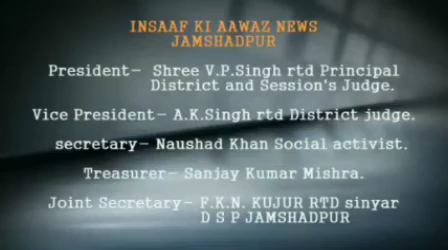 INSAAF KI AAWAZ NEWS
JAMSHADPUR
President- Shree V.P.Singh rtd Principal
District and Session's Judge.
Vice President- A.K.Singh rtd District judge.
secretary- Naushad Khan Social activist.
Treasurer- Sanjay Kumar Mishra.
Joint Secretary- F.K.N. KUJUR RTD sinyar
D S P JAMSHADPUR